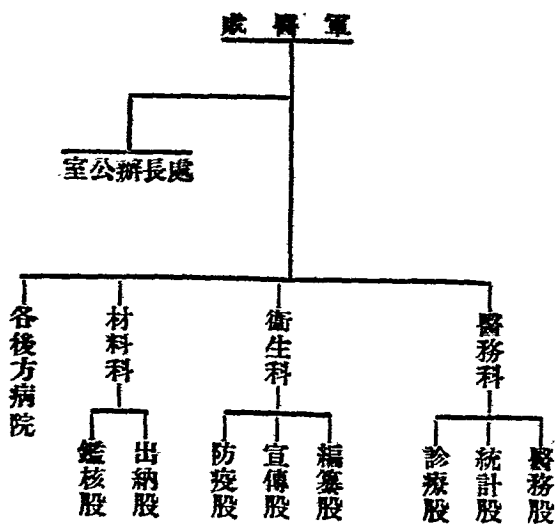 軍醫處
處長辦公室
醫務科
衛生科
材料科
各後方病院
醫務股
統計股
診療股
編纂股
宣傳股
防疫股
出納股
鑑核股